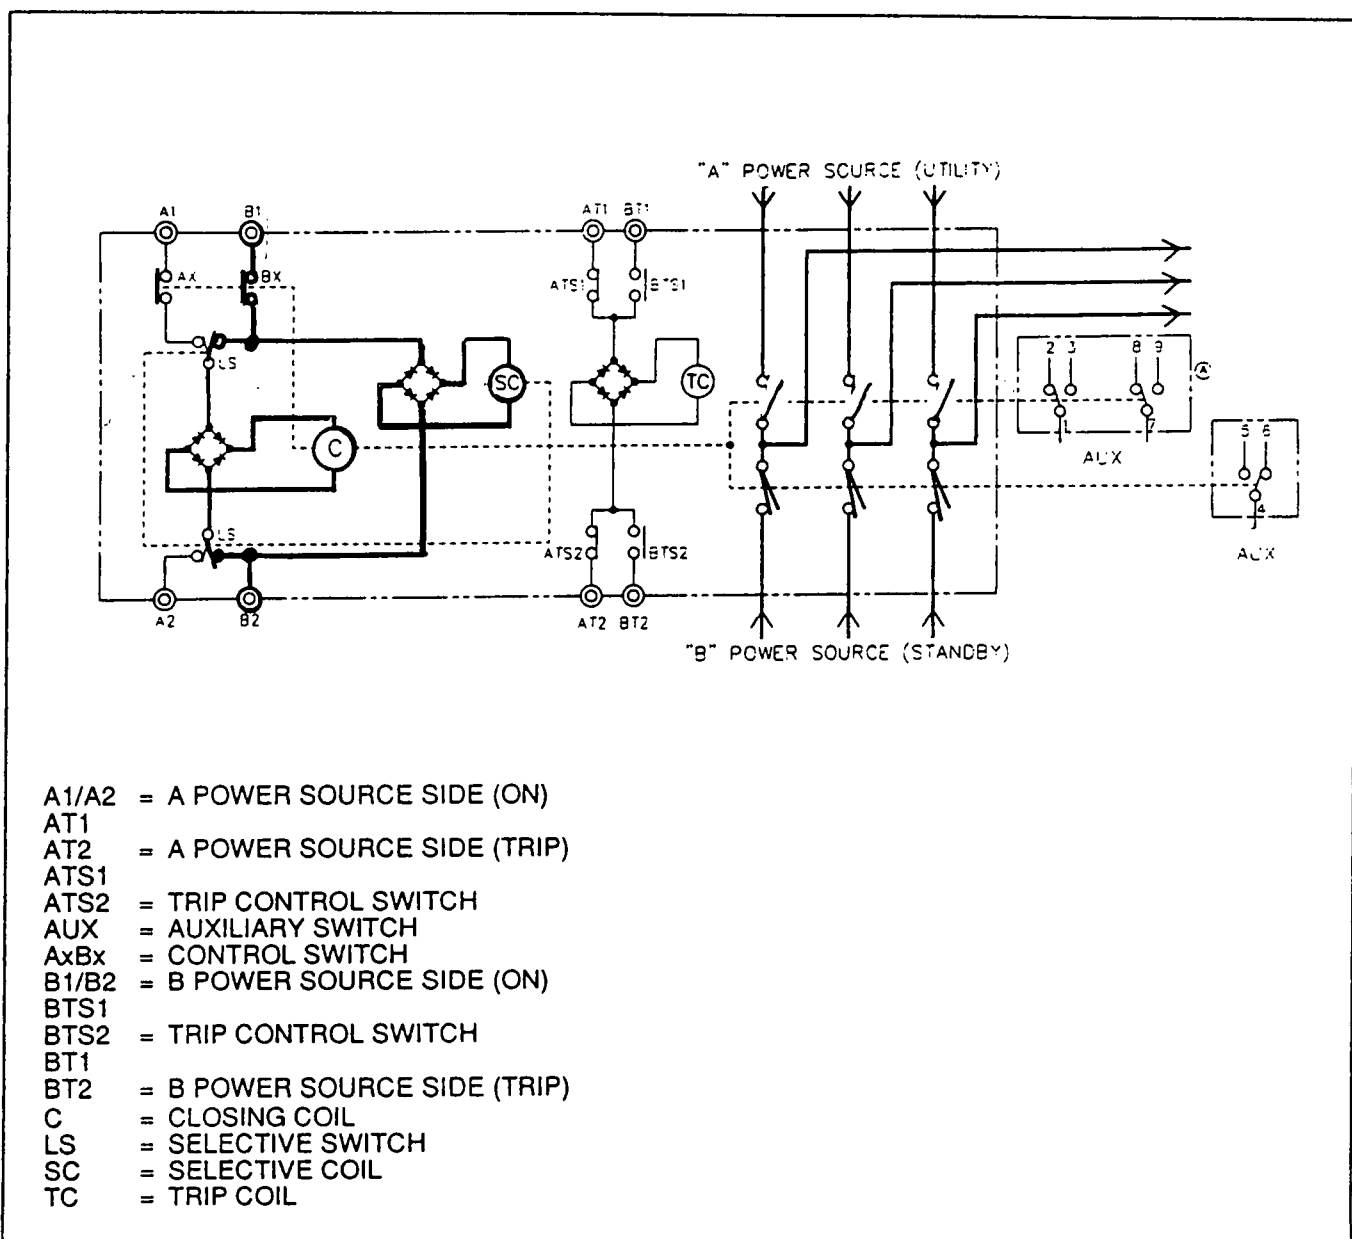 "A" POWER SOURCE (UTILITY)
A1 B1 AT1 BT1
AX BX ATS1 BTS1
LS
SC TC
C
2 3 8 9
A
1 7
AUX
5 6
4
AUX
LS
ATS2 BTS2
A2 B2 AT2 BT2
"B" POWER SOURCE (STANDBY)
A1/A2 = A POWER SOURCE SIDE (ON)
AT1
AT2 = A POWER SOURCE SIDE (TRIP)
ATS1
ATS2 = TRIP CONTROL SWITCH
AUX = AUXILIARY SWITCH
AxBx = CONTROL SWITCH
B1/B2 = B POWER SOURCE SIDE (ON)
BTS1
BTS2 = TRIP CONTROL SWITCH
BT1
BT2 = B POWER SOURCE SIDE (TRIP)
C = CLOSING COIL
LS = SELECTIVE SWITCH
SC = SELECTIVE COIL
TC = TRIP COIL